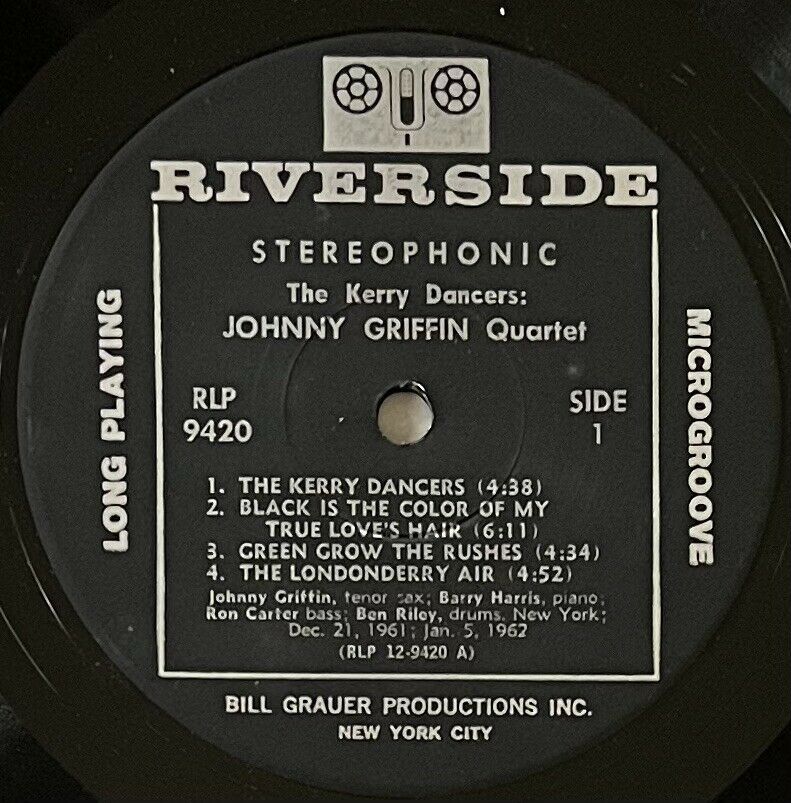 RIVERSIDE
STEREOPHONIC
The Kerry Dancers:
JOHNNY GRIFFIN Quartet
LONG PLAYING
RLP
9420
SIDE
1
MICROGROOVE
1. THE KERRY DANCERS (4:38)
2. BLACK IS THE COLOR OF MY
TRUE LOVE'S HAIR (6:11)
3. GREEN GROW THE RUSHES (4:34)
4. THE LONDONDERRY AIR (4:52)
Johnny Griffin, tenor sax; Barry Harris, piano;
Ron Carter bass; Ben Riley, drums. New York;
Dec. 21, 1961; Jan. 5, 1962
(RLP 12-9420 A)
BILL GRAUER PRODUCTIONS INC.
NEW YORK CITY